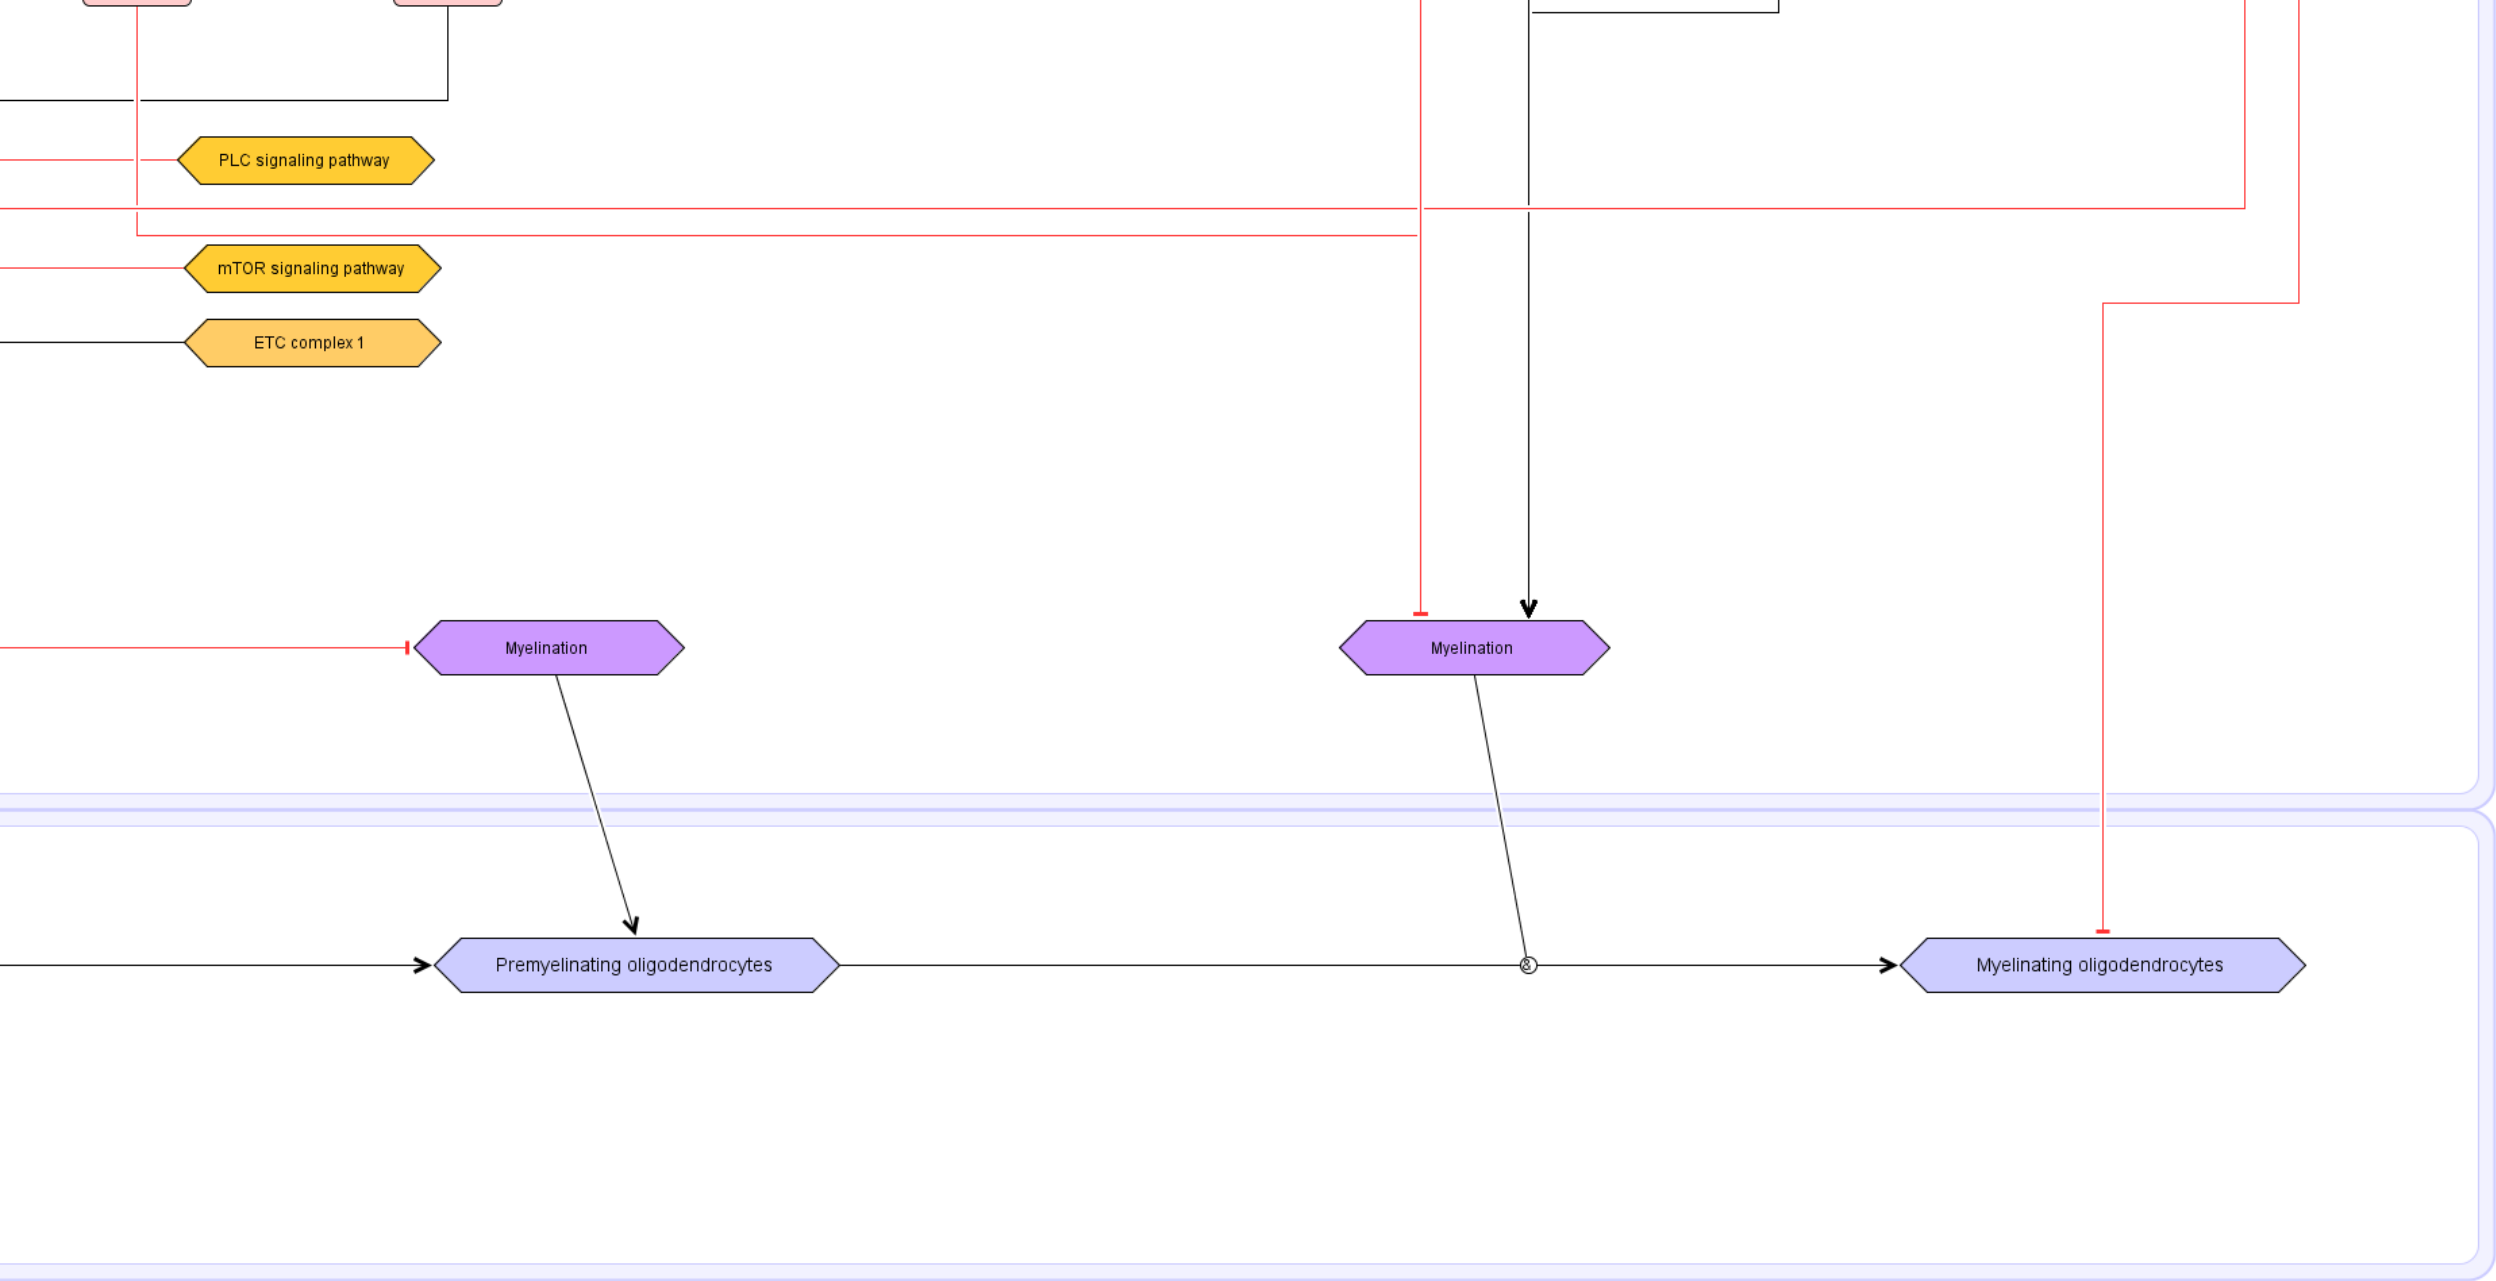 PLC signaling pathway
mTOR signaling pathway
ETC complex 1
Myelination
Myelination
Premyelinating oligodendrocytes
&
Myelinating oligodendrocytes